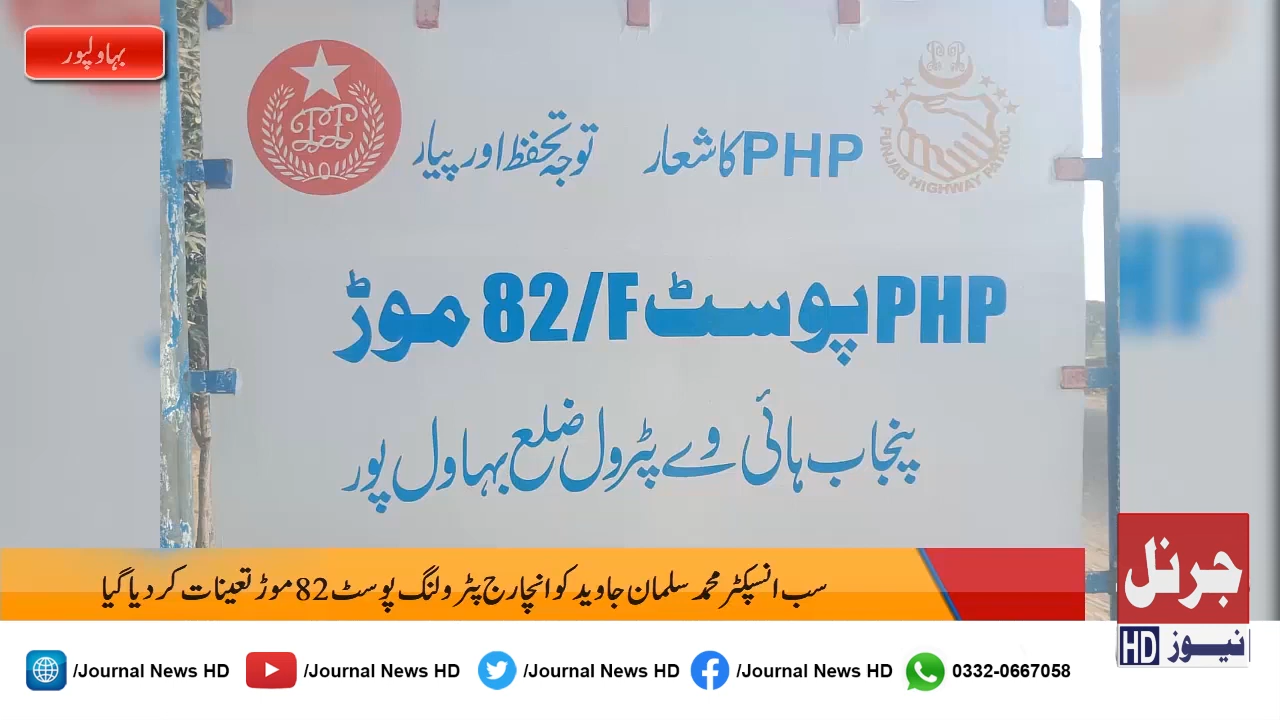 بہاولپور
PHP کا شعار توجہ تحفظ اور پیار
PUNJAB HIGHWAY PATROL
PHP پوسٹ 82/F موڑ
پنجاب ہائی وے پٹرول ضلع بہاول پور
HP
سب انسپکٹر محمد سلمان جاوید کو انچارج پٹرولنگ پوسٹ 82 موڑ تعینات کر دیا گیا
جرنل
نیوز HD
/Journal News HD /Journal News HD /Journal News HD /Journal News HD 0332-0667058